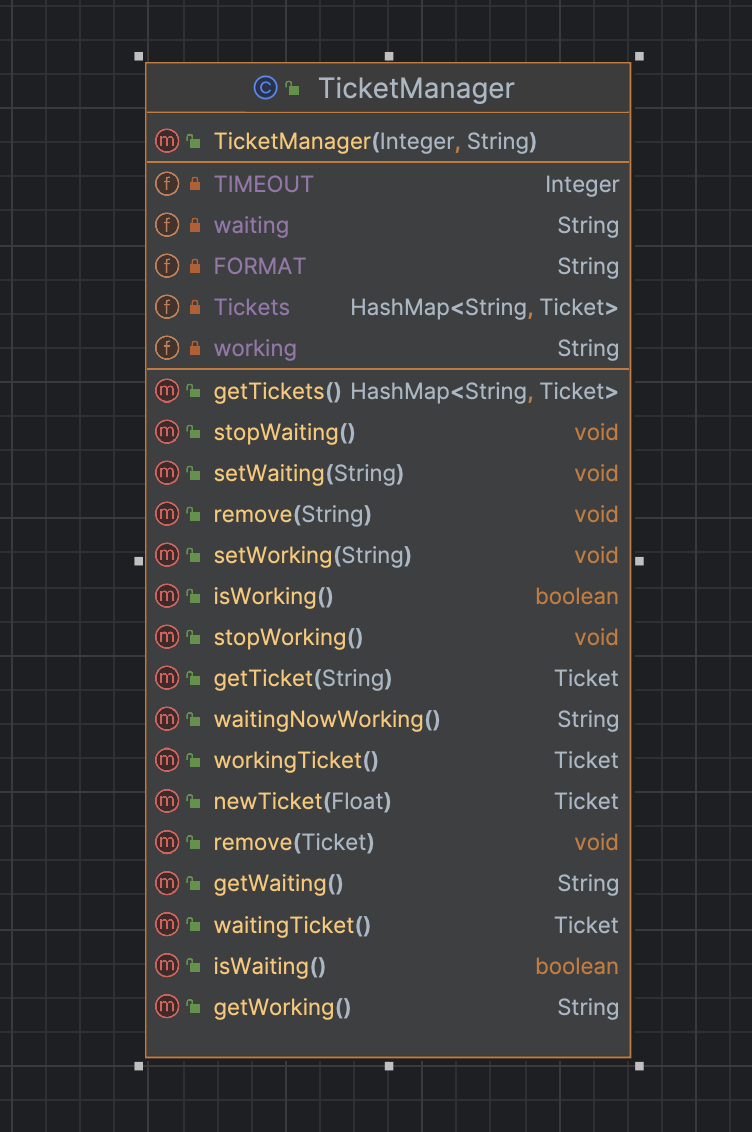 C TicketManager
m TicketManager(Integer, String)
f TIMEOUT Integer
f waiting String
f FORMAT String
f Tickets HashMap<String, Ticket>
f working String
m getTickets() HashMap<String, Ticket>
m stopWaiting() void
m setWaiting(String) void
m remove(String) void
m setWorking(String) void
m isWorking() boolean
m stopWorking() void
m getTicket(String) Ticket
m waitingNowWorking() String
m workingTicket() Ticket
m newTicket(Float) Ticket
m remove(Ticket) void
m getWaiting() String
m waitingTicket() Ticket
m isWaiting() boolean
m getWorking() String